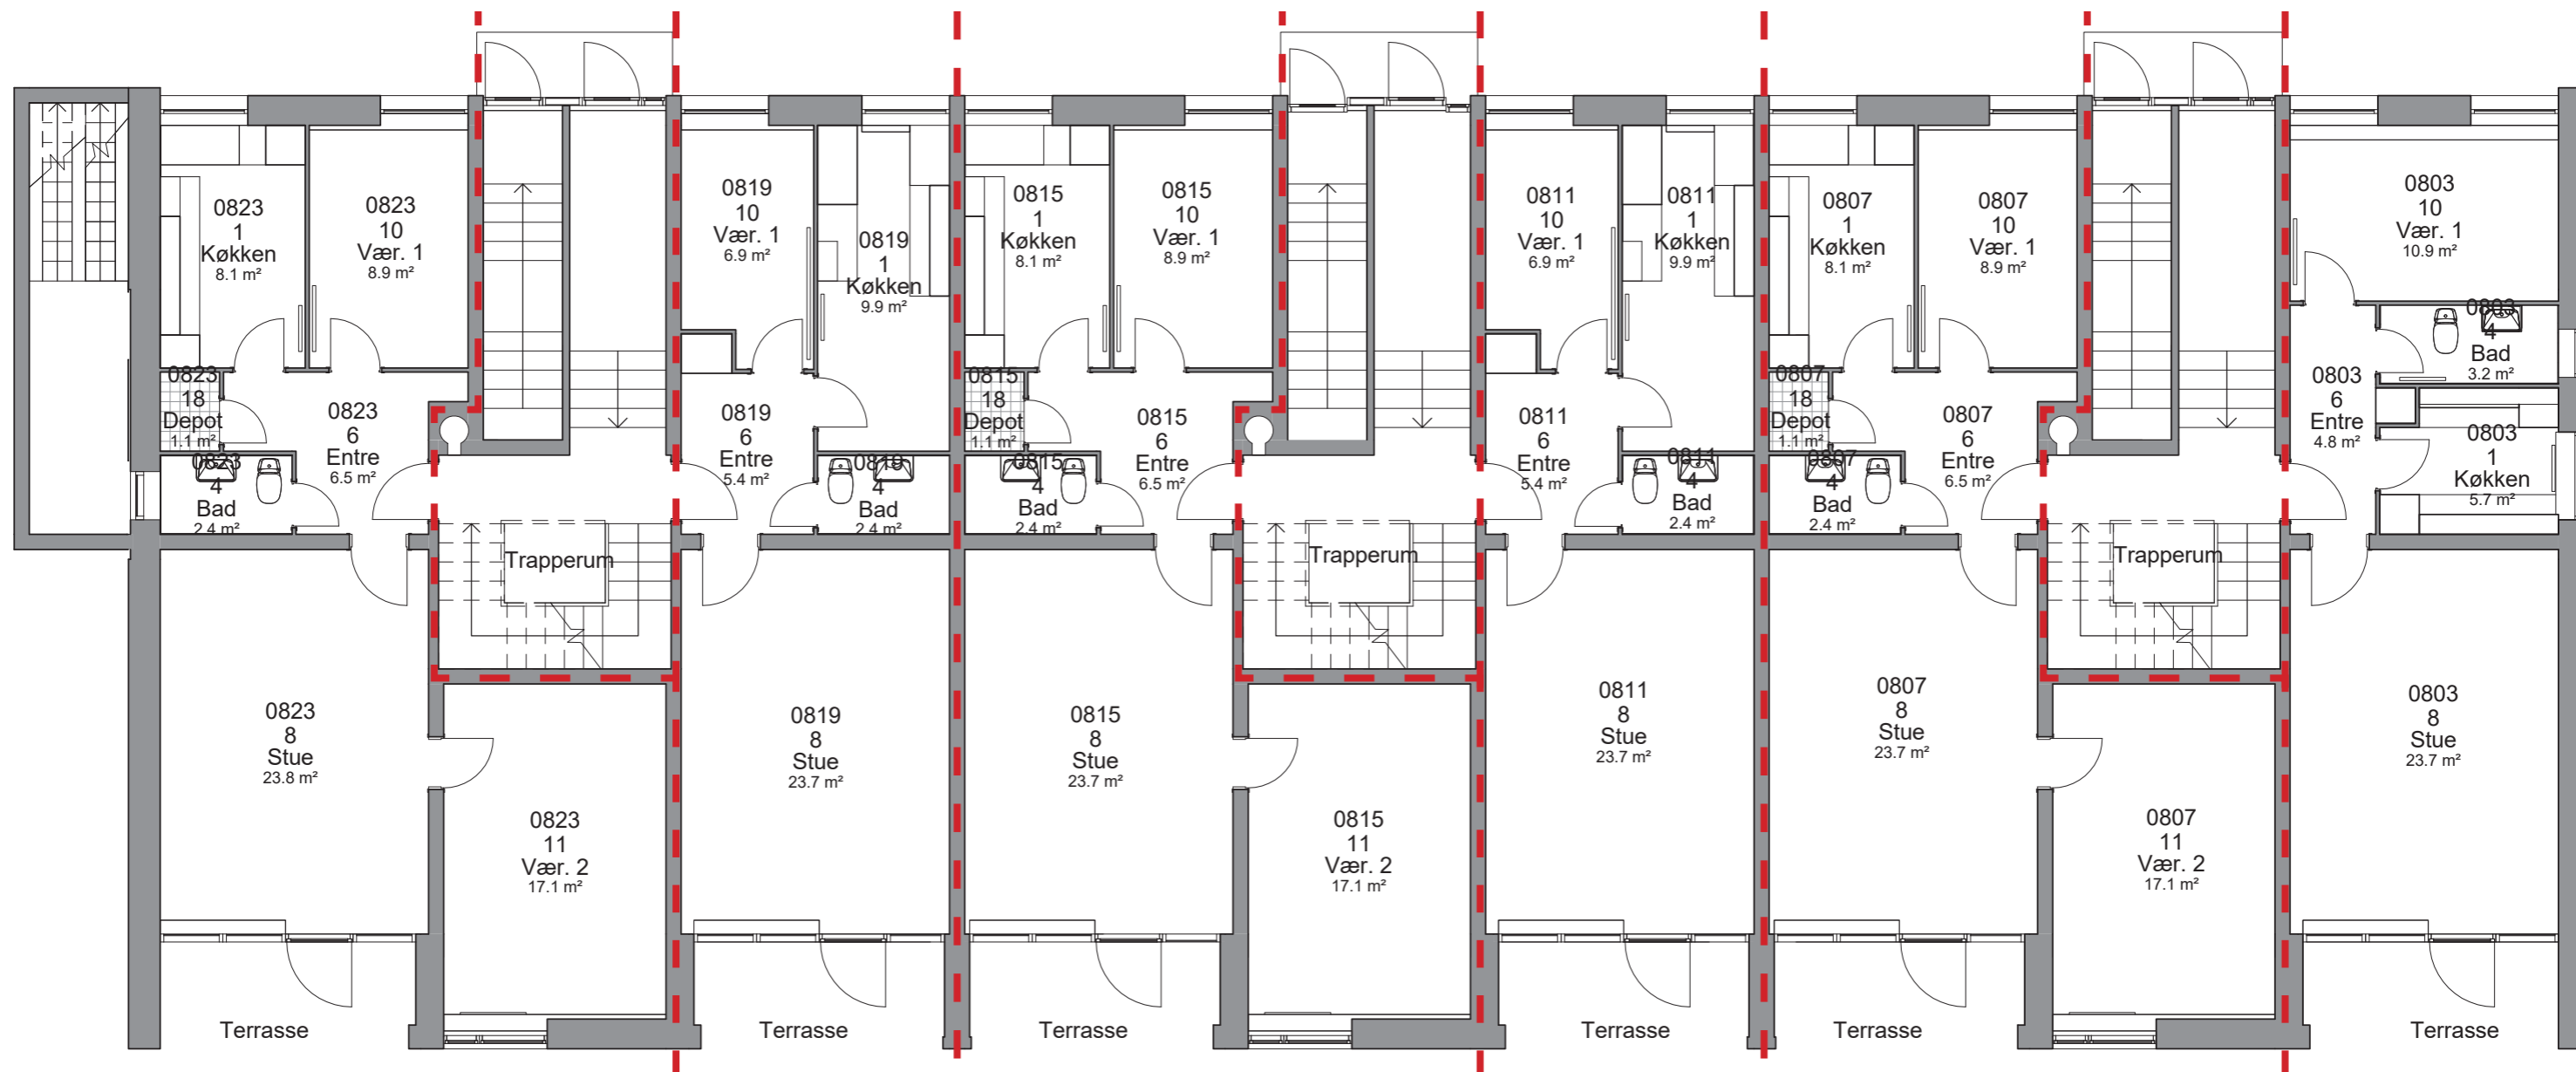 0823
1
Køkken
8.1 m²
0823
10
Vær. 1
8.9 m²
0823
18
Depot
1.1 m²
0823
6
Entre
6.5 m²
0823
4
Bad
2.4 m²
0823
8
Stue
23.8 m²
0823
11
Vær. 2
17.1 m²
Terrasse
Trapperum
0819
10
Vær. 1
6.9 m²
0819
1
Køkken
9.9 m²
0819
6
Entre
5.4 m²
0819
4
Bad
2.4 m²
0819
8
Stue
23.7 m²
Terrasse
0815
1
Køkken
8.1 m²
0815
10
Vær. 1
8.9 m²
0815
18
Depot
1.1 m²
0815
6
Entre
6.5 m²
0815
4
Bad
2.4 m²
0815
8
Stue
23.7 m²
0815
11
Vær. 2
17.1 m²
Terrasse
Trapperum
0811
10
Vær. 1
6.9 m²
0811
1
Køkken
9.9 m²
0811
6
Entre
5.4 m²
0811
4
Bad
2.4 m²
0811
8
Stue
23.7 m²
Terrasse
0807
1
Køkken
8.1 m²
0807
10
Vær. 1
8.9 m²
0807
18
Depot
1.1 m²
0807
6
Entre
6.5 m²
0807
4
Bad
2.4 m²
0807
8
Stue
23.7 m²
0807
11
Vær. 2
17.1 m²
Terrasse
Trapperum
0803
10
Vær. 1
10.9 m²
0803
4
Bad
3.2 m²
0803
6
Entre
4.8 m²
0803
1
Køkken
5.7 m²
0803
8
Stue
23.7 m²
Terrasse